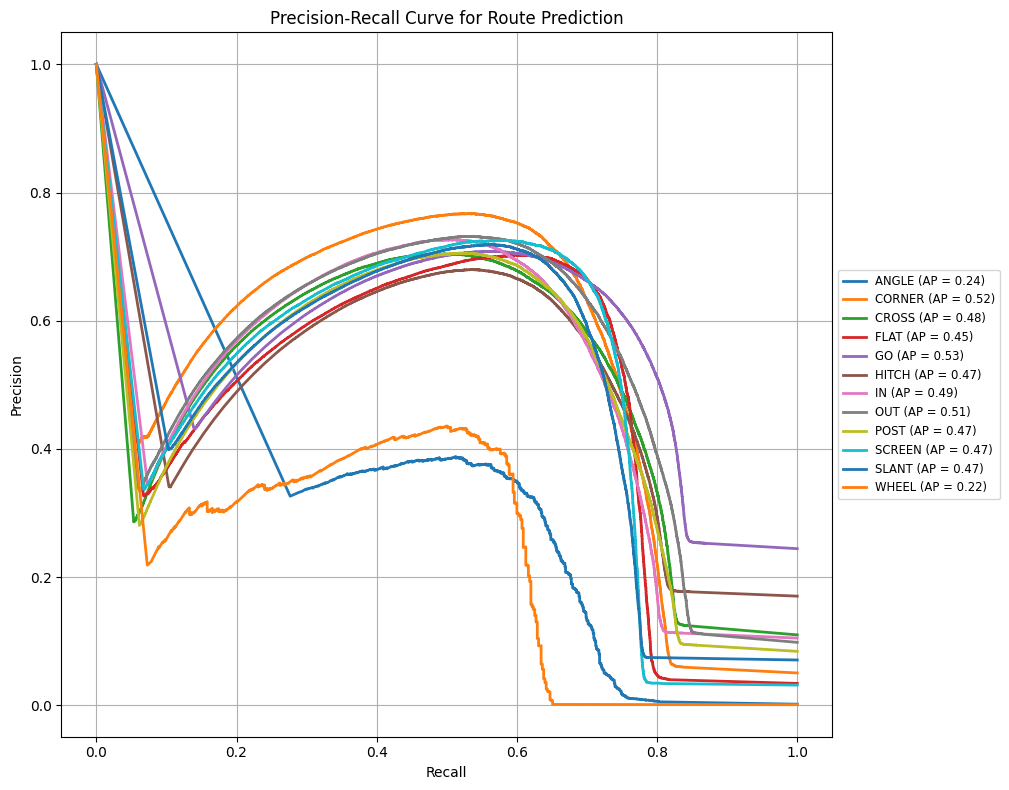 Precision-Recall Curve for Route Prediction
1.0
0.8
0.6
0.4
0.2
0.0
Precision
0.0 0.2 0.4 0.6 0.8 1.0
Recall
ANGLE (AP = 0.24)
CORNER (AP = 0.52)
CROSS (AP = 0.48)
FLAT (AP = 0.45)
GO (AP = 0.53)
HITCH (AP = 0.47)
IN (AP = 0.49)
OUT (AP = 0.51)
POST (AP = 0.47)
SCREEN (AP = 0.47)
SLANT (AP = 0.47)
WHEEL (AP = 0.22)